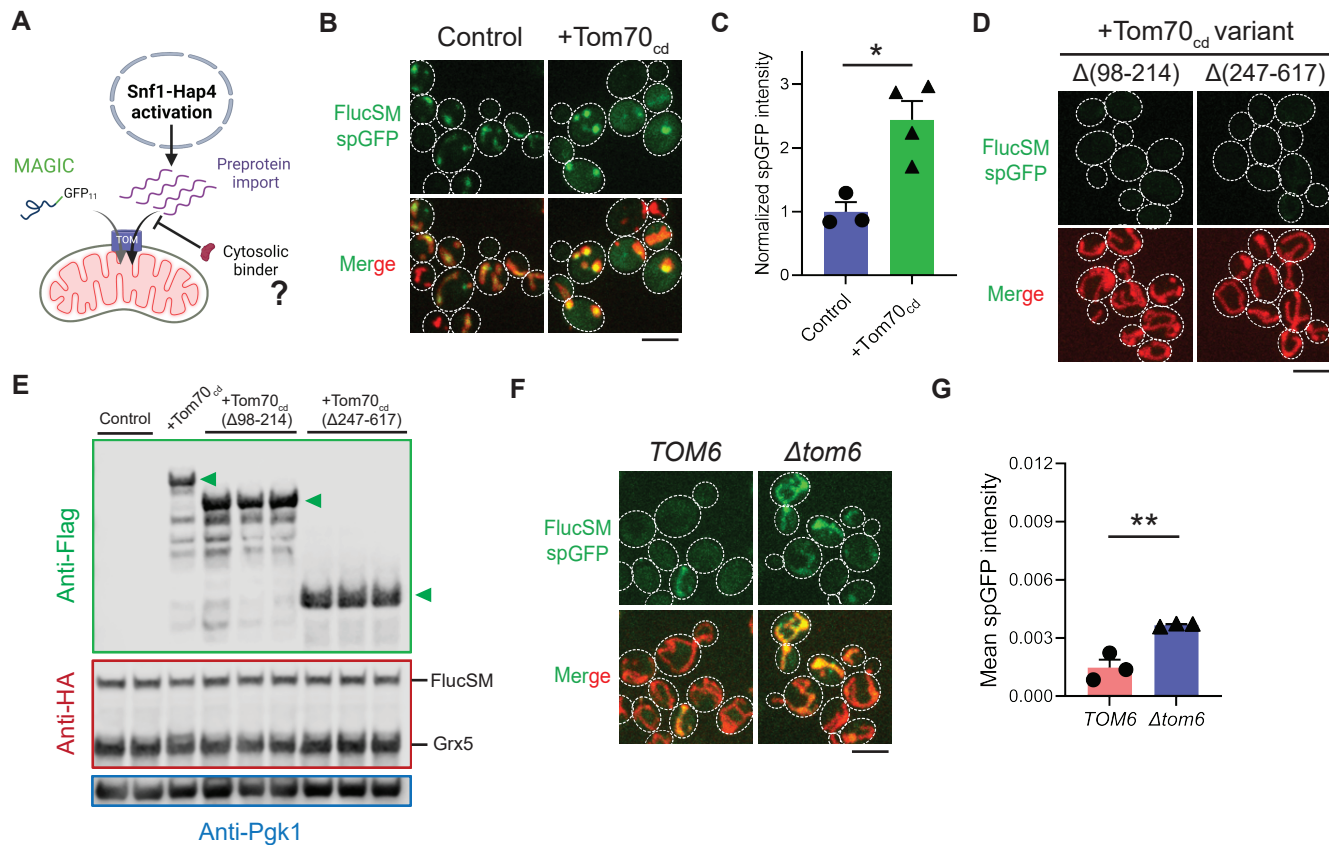 A
Snf1-Hap4
activation
MAGIC
Preprotein
import
GFP11
TOM
Cytosolic
binder
?
B
Control
+Tom70cd
FlucSM
spGFP
Merge
C
Normalized spGFP intensity
3
2
1
0
*
Control
+Tom70cd
D
+Tom70cd variant
Δ(98-214)
Δ(247-617)
FlucSM
spGFP
Merge
E
Control
+Tom70cd
+Tom70cd
(Δ98-214)
+Tom70cd
(Δ247-617)
Anti-Flag
Anti-HA
FlucSM
Grx5
Anti-Pgk1
F
TOM6
Δtom6
FlucSM
spGFP
Merge
G
Mean spGFP intensity
0.012
0.009
0.006
0.003
0.000
**
TOM6
Δtom6